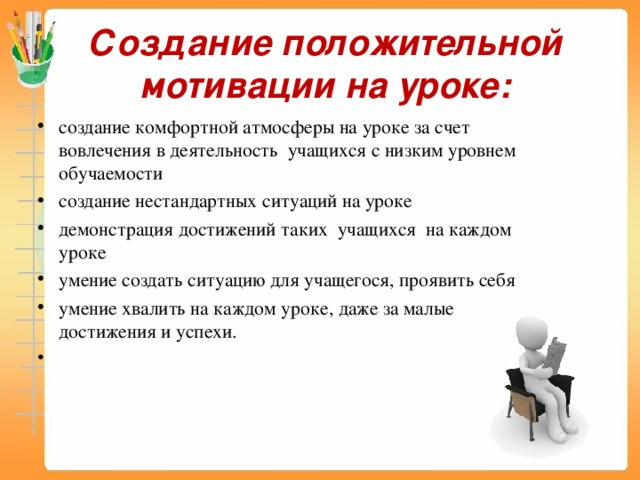 Создание положительной
мотивации на уроке:
• создание комфортной атмосферы на уроке за счет
вовлечения в деятельность учащихся с низким уровнем
обучаемости
• создание нестандартных ситуаций на уроке
• демонстрация достижений таких учащихся на каждом
уроке
• умение создать ситуацию для учащегося, проявить себя
• умение хвалить на каждом уроке, даже за малые
достижения и успехи.
•